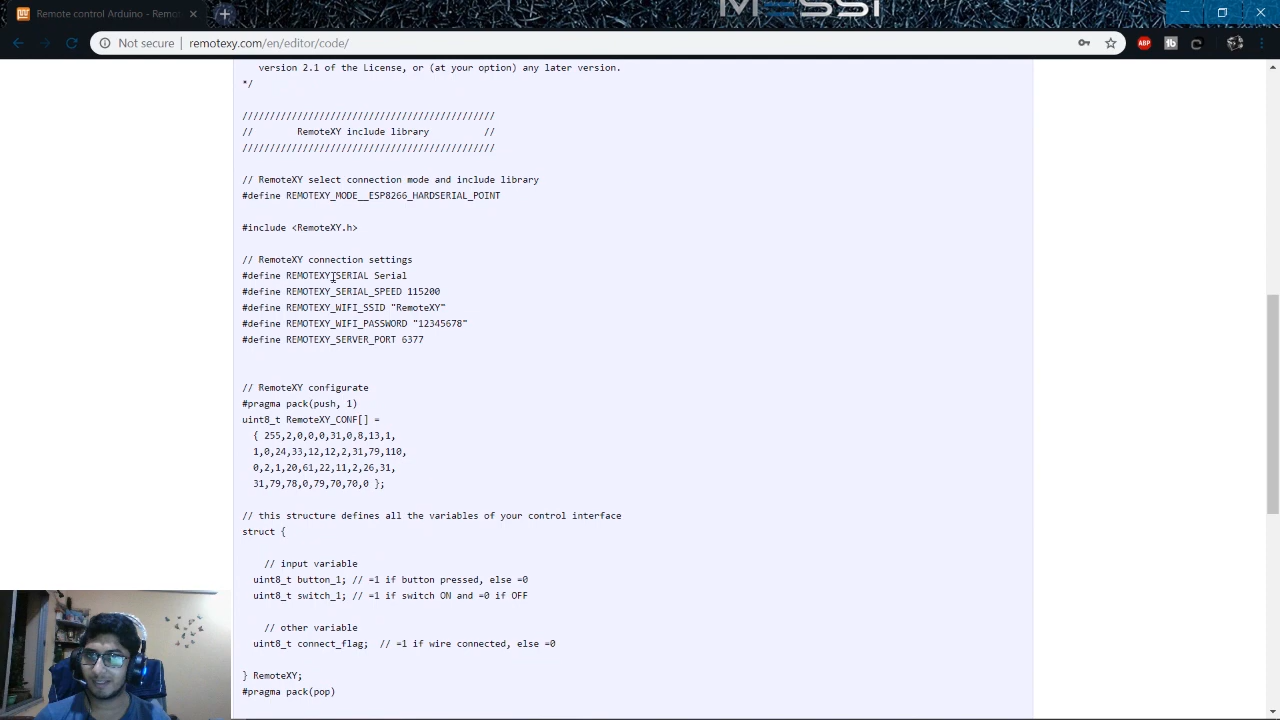 MESSI
Remote control Arduino - Remo
Not secure | remotexy.com/en/editor/code/
ABP
version 2.1 of the License, or (at your option) any later version.
*/
//////////////////////////////////////////////
// RemoteXY include library //
//////////////////////////////////////////////
// RemoteXY select connection mode and include library
#define REMOTEXY_MODE__ESP8266_HARDSERIAL_POINT
#include <RemoteXY.h>
// RemoteXY connection settings
#define REMOTEXY_SERIAL Serial
#define REMOTEXY_SERIAL_SPEED 115200
#define REMOTEXY_WIFI_SSID "RemoteXY"
#define REMOTEXY_WIFI_PASSWORD "12345678"
#define REMOTEXY_SERVER_PORT 6377
// RemoteXY configurate
#pragma pack(push, 1)
uint8_t RemoteXY_CONF[] =
{ 255,2,0,0,0,31,0,8,13,1,
1,0,24,33,12,12,2,31,79,110,
0,2,1,20,61,22,11,2,26,31,
31,79,78,0,79,70,70,0 };
// this structure defines all the variables of your control interface
struct {
// input variable
uint8_t button_1; // =1 if button pressed, else =0
uint8_t switch_1; // =1 if switch ON and =0 if OFF
// other variable
uint8_t connect_flag; // =1 if wire connected, else =0
} RemoteXY;
#pragma pack(pop)